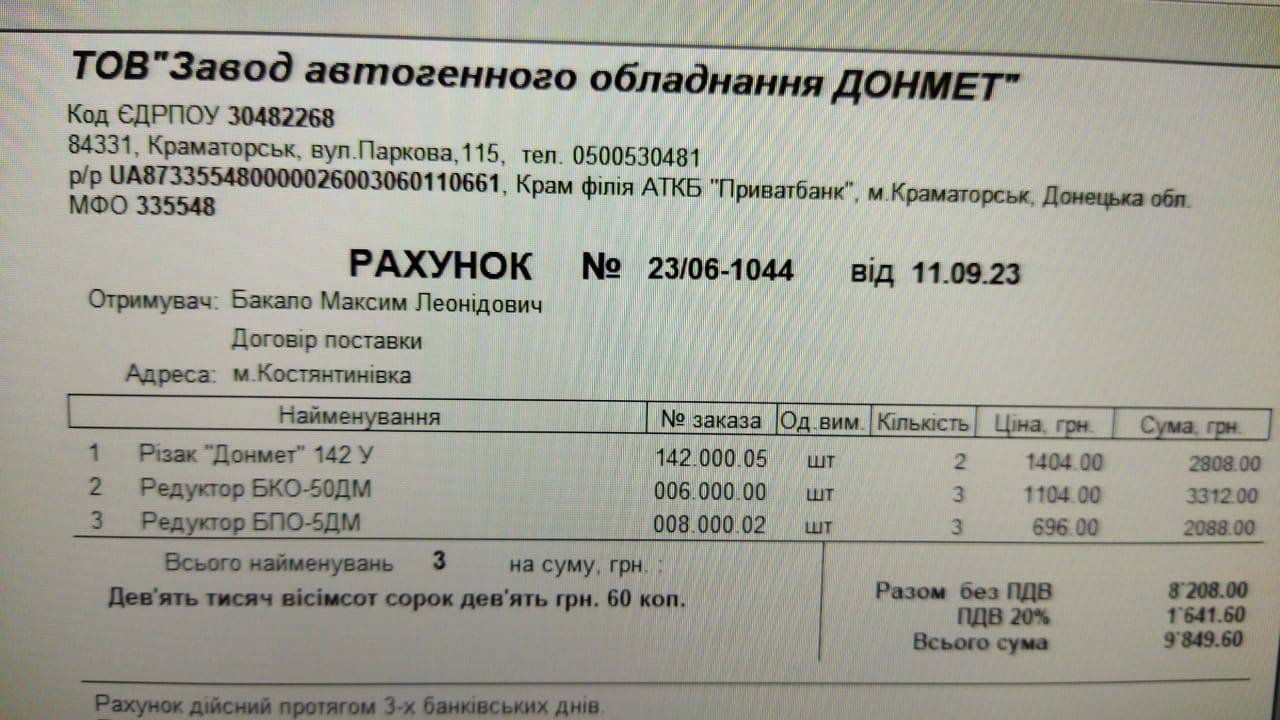 ТОВ"Завод автогенного обладнання ДОНМЕТ"
Код ЄДРПОУ 30482268
84331, Краматорськ, вул.Паркова,115, тел. 0500530481
р/р UA873355480000026003060110661, Крам філія АТКБ "Приватбанк", м.Краматорськ, Донецька обл.
МФО 335548
РАХУНОК № 23/06-1044 від 11.09.23
Отримувач: Бакало Максим Леонідович
Договір поставки
Адреса: м.Костянтинівка
Найменування № заказа Од.вим. Кількість Ціна, грн. Сума, грн.
1 Різак "Донмет" 142 У 142.000.05 шт 2 1404.00 2808.00
2 Редуктор БКО-50ДМ 006.000.00 шт 3 1104.00 3312.00
3 Редуктор БПО-5ДМ 008.000.02 шт 3 696.00 2088.00
Всього найменувань 3 на суму, грн. :
Дев'ять тисяч вісімсот сорок дев'ять грн. 60 коп.
Разом без ПДВ 8'208.00
ПДВ 20% 1'641.60
Всього сума 9'849.60
Рахунок дійсний протягом 3-х банківських днів.